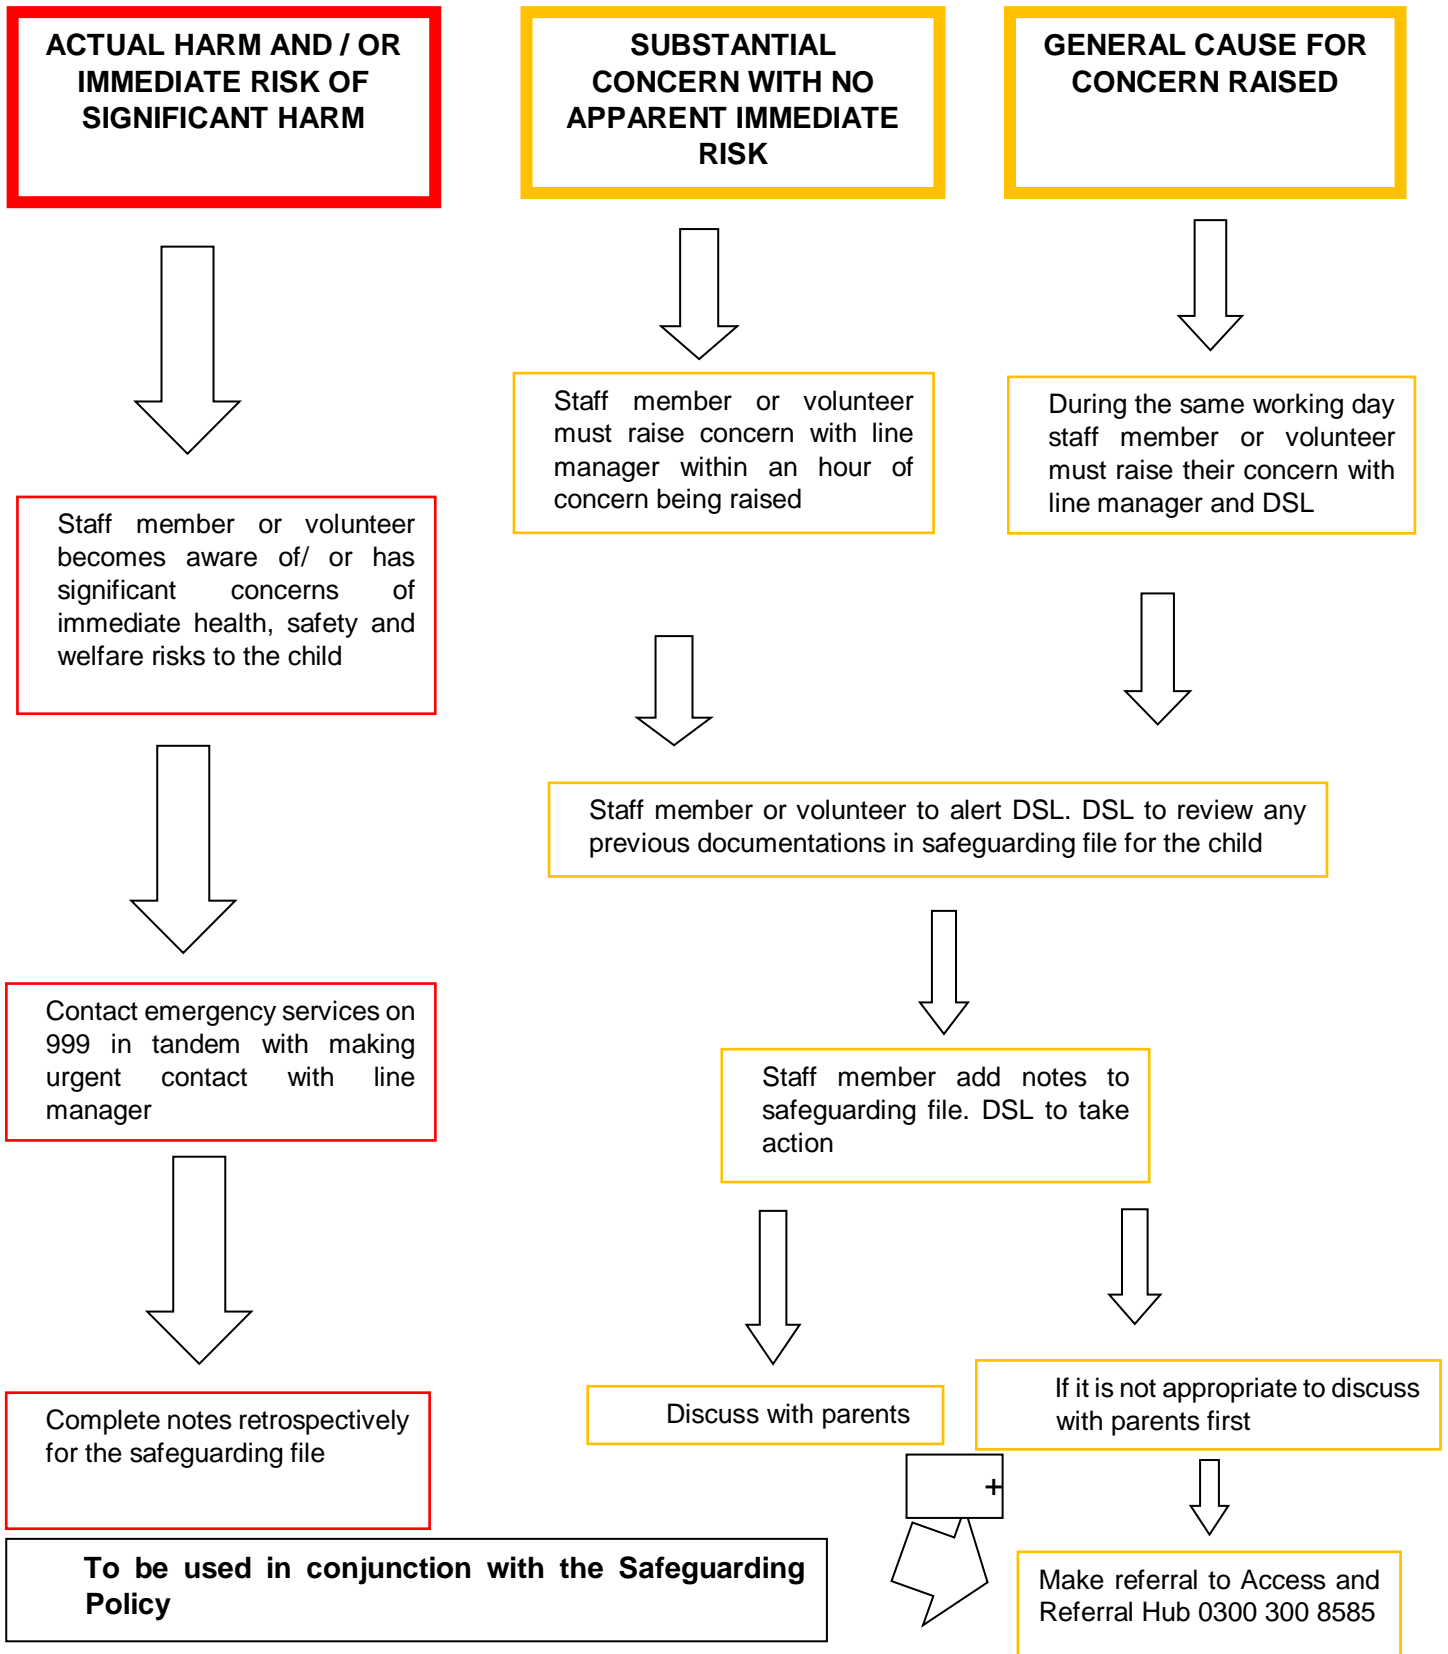 ACTUAL HARM AND / OR
IMMEDIATE RISK OF
SIGNIFICANT HARM
SUBSTANTIAL
CONCERN WITH NO
APPARENT IMMEDIATE
RISK
GENERAL CAUSE FOR
CONCERN RAISED
Staff member or volunteer
must raise concern with line
manager within an hour of
concern being raised
During the same working day
staff member or volunteer
must raise their concern with
line manager and DSL
Staff member or volunteer
becomes aware of/ or has
significant concerns of
immediate health, safety and
welfare risks to the child
Staff member or volunteer to alert DSL. DSL to review any
previous documentations in safeguarding file for the child
Contact emergency services on
999 in tandem with making
urgent contact with line
manager
Staff member add notes to
safeguarding file. DSL to take
action
Complete notes retrospectively
for the safeguarding file
Discuss with parents
If it is not appropriate to discuss
with parents first
+
To be used in conjunction with the Safeguarding
Policy
Make referral to Access and
Referral Hub 0300 300 8585